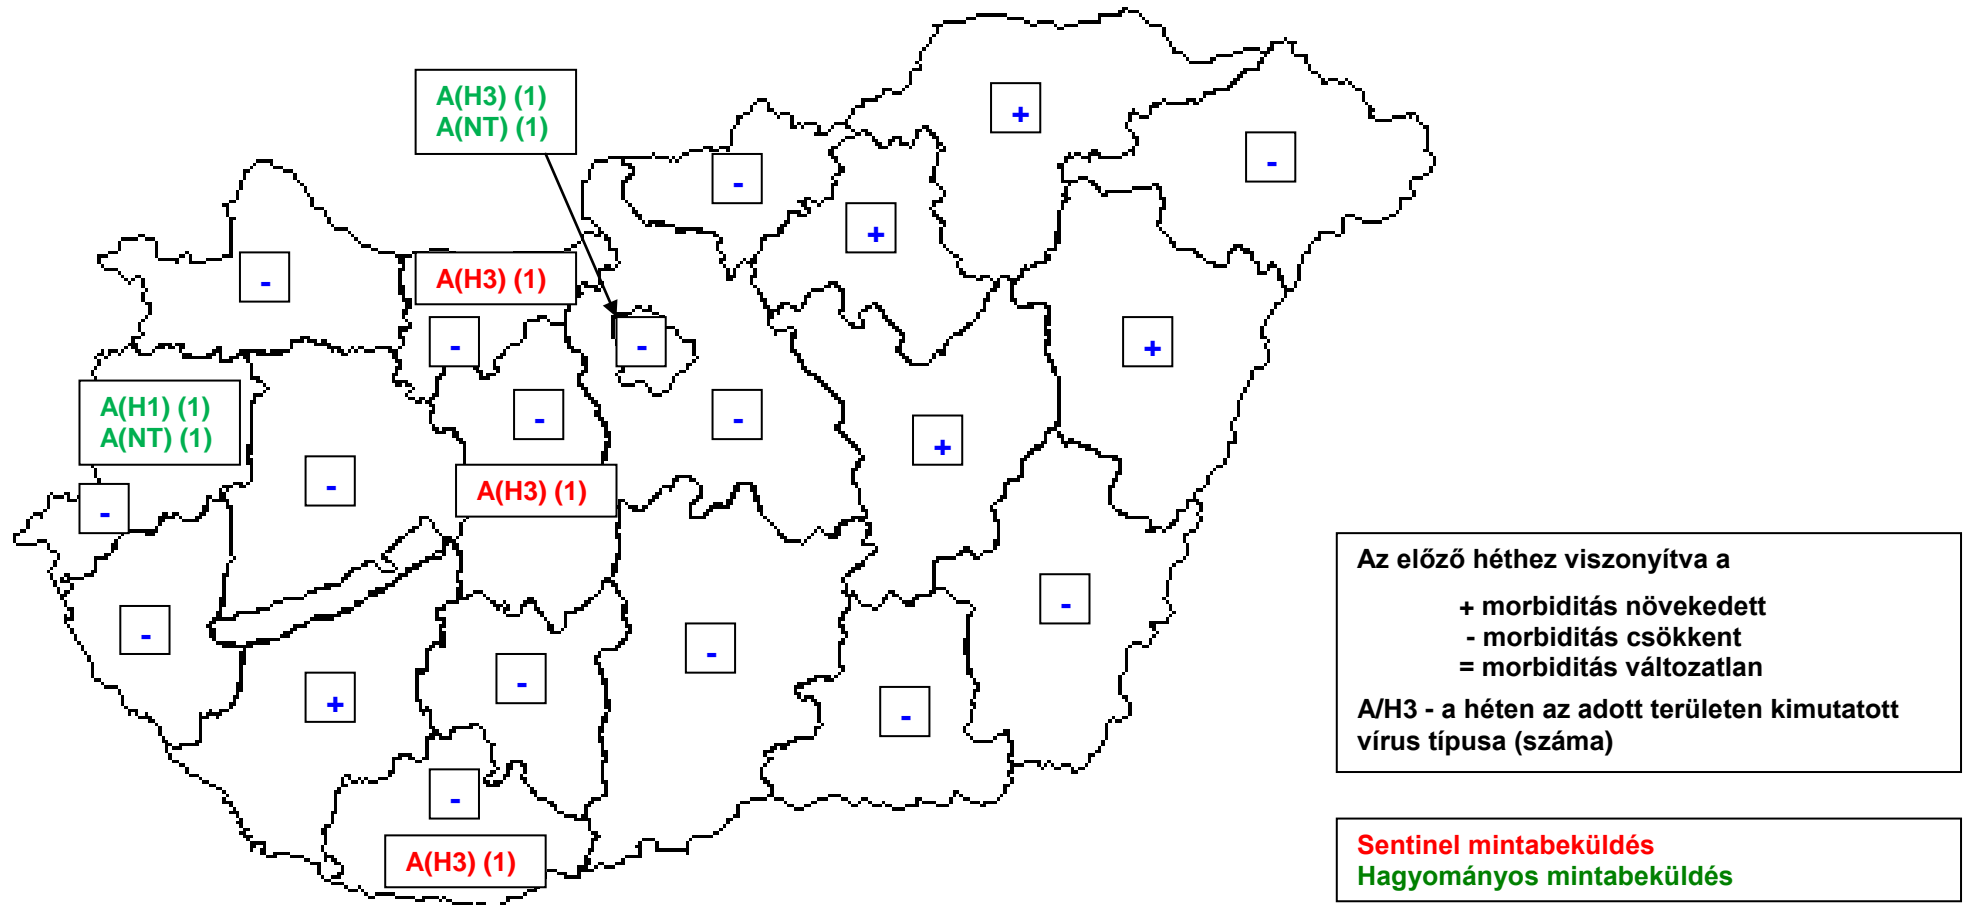 A(H3) (1)
A(NT) (1)
+
-
-
+
-
A(H3) (1)
-
-
+
A(H1) (1)
A(NT) (1)
-
-
+
-
A(H3) (1)
-
-
-
-
-
-
+
-
-
A(H3) (1)
Az előző héthez viszonyítva a
+ morbiditás növekedett
- morbiditás csökkent
= morbiditás változatlan
A/H3 - a héten az adott területen kimutatott
vírus típusa (száma)
Sentinel mintabeküldés
Hagyományos mintabeküldés